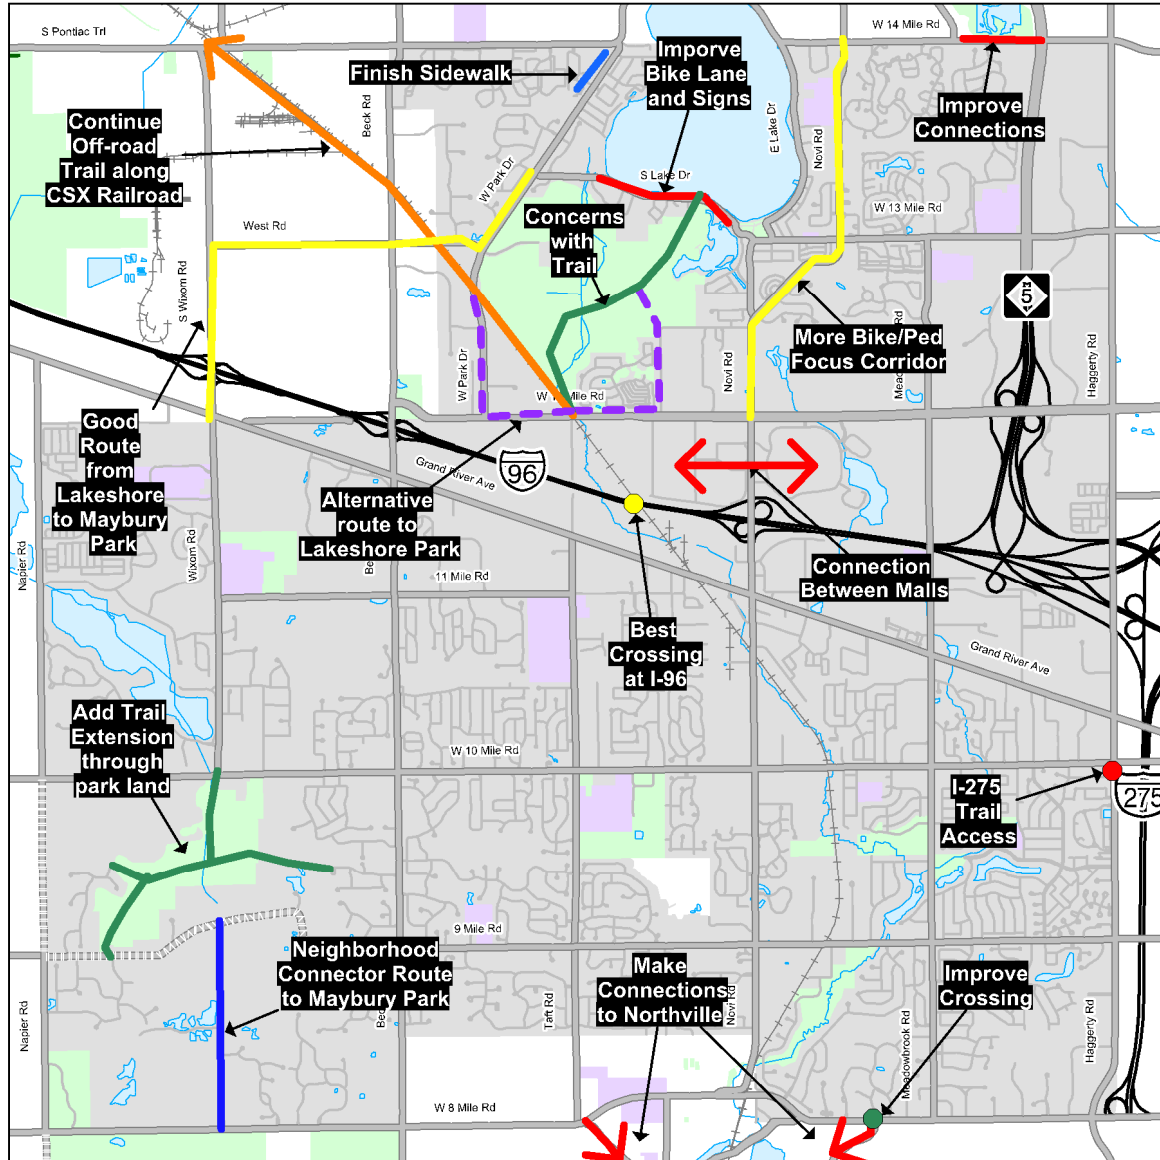 S Pontiac Trl
W 14 Mile Rd
Finish Sidewalk
Imporve
Bike Lane
and Signs
Improve
Connections
Continue
Off-road
Trail along
CSX Railroad
Beck Rd
E Lake Dr
Novi Rd
W Park Dr
S Lake Dr
W 13 Mile Rd
West Rd
Concerns
with
Trail
S Wixom Rd
5
More Bike/Ped
Focus Corridor
W Park Dr
Novi Rd
Haggerty Rd
Good
Route
from
Lakeshore
to Maybury
Park
Grand River Ave
96
Alternative
route to
Lakeshore Park
Connection
Between Malls
Napier Rd
Wixom Rd
11 Mile Rd
Best
Crossing
at I-96
Grand River Ave
Add Trail
Extension
through
park land
W 10 Mile Rd
I-275
Trail
Access
275
9 Mile Rd
Neighborhood
Connector Route
to Maybury Park
Make
Connections
to Northville
Improve
Crossing
Napier Rd
Taft Rd
Novi Rd
Meadowbrook Rd
Haggerty Rd
W 8 Mile Rd